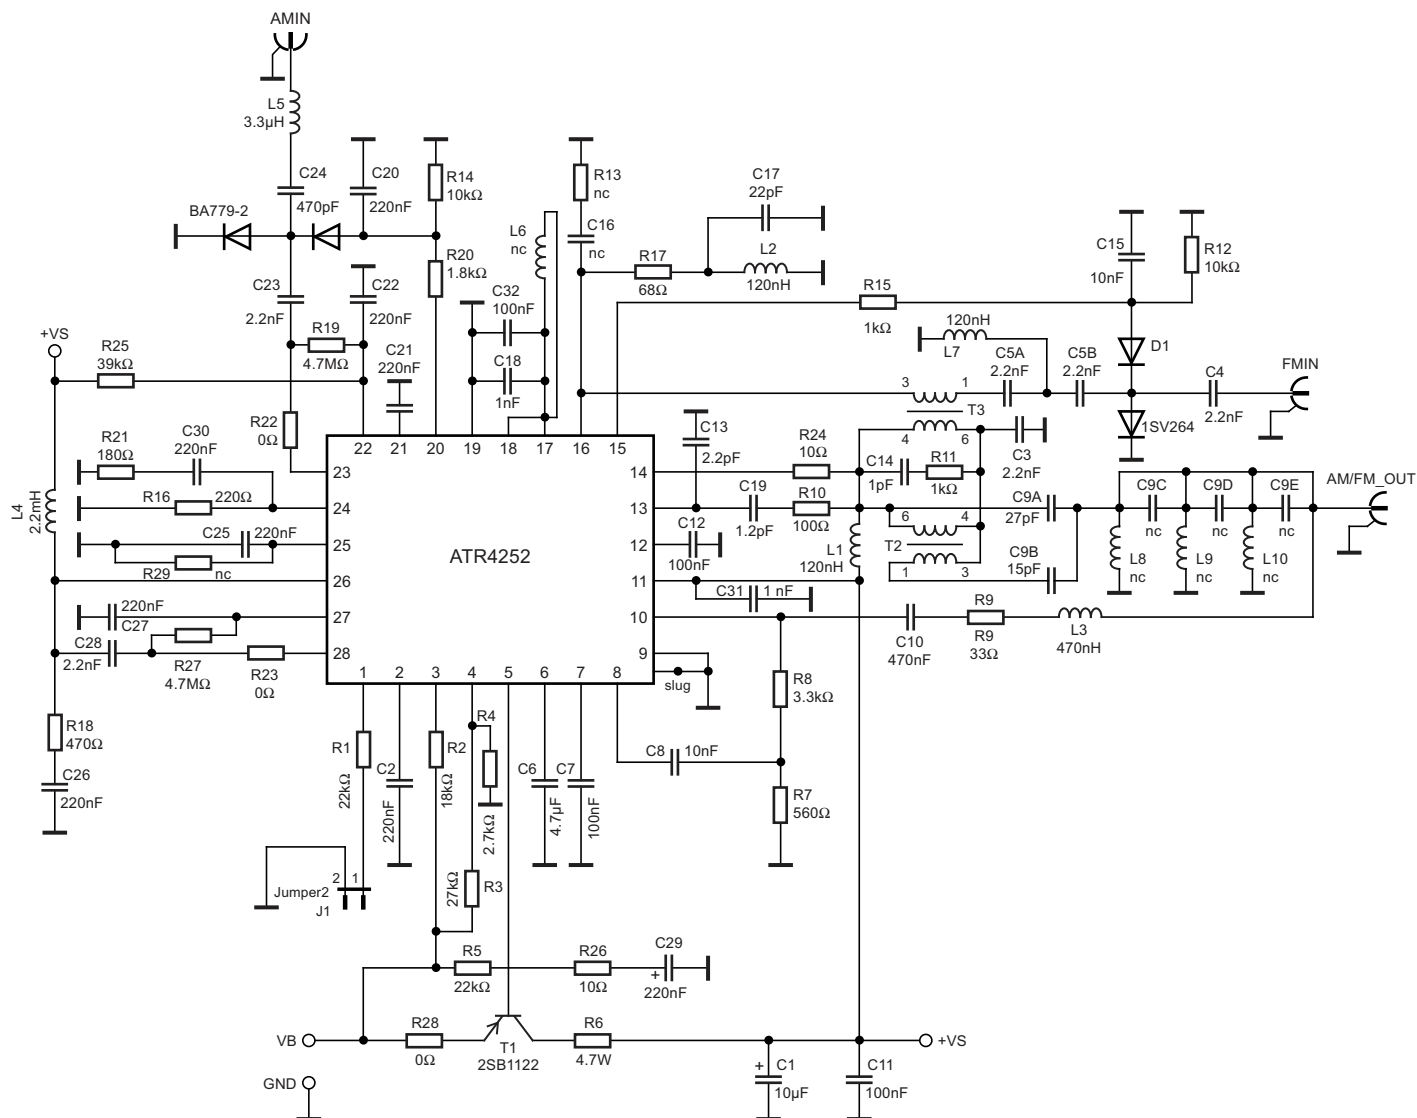 AMIN
L5
3.3µH
C24
470pF
C20
220nF
R14
10kΩ
BA779-2
R20
1.8kΩ
C23
2.2nF
C22
220nF
R19
4.7MΩ
C21
220nF
+VS
R25
39kΩ
R22
0Ω
R21
180Ω
C30
220nF
R16
220Ω
L4
2.2mH
C25
220nF
R29
nc
220nF
C27
C28
2.2nF
R27
4.7MΩ
R23
0Ω
R18
470Ω
C26
220nF
L6
nc
C32
100nF
C18
1nF
R13
nc
C16
nc
C17
22pF
R17
68Ω
L2
120nH
R15
1kΩ
C15
10nF
R12
10kΩ
120nH
L7
D1
C5A
2.2nF
C5B
2.2nF
C4
2.2nF
FMIN
1SV264
3
1
T3
4
6
C3
2.2nF
C13
2.2pF
R24
10Ω
C14
1pF
R11
1kΩ
C19
1.2pF
R10
100Ω
C12
100nF
L1
120nH
6
4
T2
1
3
C9A
27pF
C9B
15pF
C9C
nc
C9D
nc
C9E
nc
AM/FM_OUT
L8
nc
L9
nc
L10
nc
C31
1 nF
C10
470nF
R9
R9
33Ω
L3
470nH
22 21 20 19 18 17 16 15
23
24
25
26
27
28
ATR4252
14
13
12
11
10
9
1 2 3 4 5 6 7 8
slug
R8
3.3kΩ
R1
22kΩ
C2
220nF
R2
18kΩ
R4
2.7kΩ
C6
4.7µF
C7
100nF
C8
10nF
R7
560Ω
2 1
Jumper2
J1
27kΩ
R3
R5
22kΩ
R26
10Ω
C29
+
220nF
VB
R28
0Ω
T1
2SB1122
R6
4.7W
+VS
+
C1
10µF
C11
100nF
GND